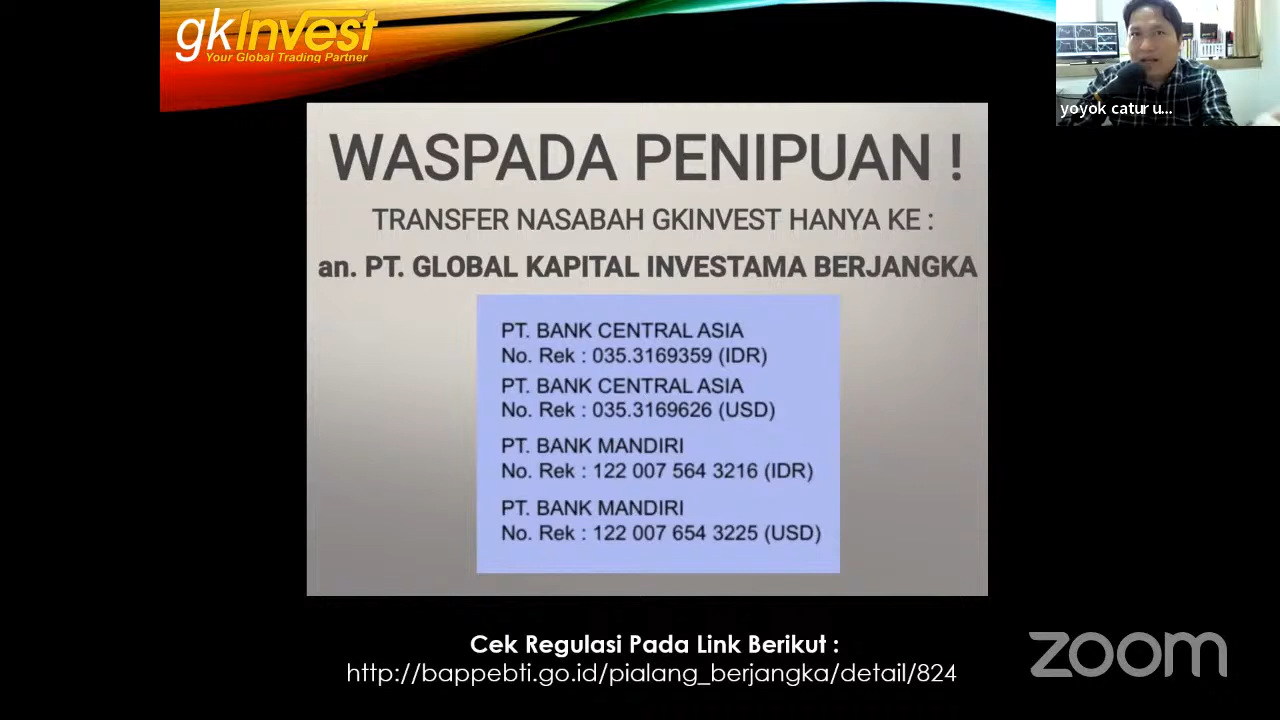 gkInvest
Your Global Trading Partner
yoyok catur u...
WASPADA PENIPUAN !
TRANSFER NASABAH GKINVEST HANYA KE :
an. PT. GLOBAL KAPITAL INVESTAMA BERJANGKA
PT. BANK CENTRAL ASIA
No. Rek : 035.3169359 (IDR)
PT. BANK CENTRAL ASIA
No. Rek : 035.3169626 (USD)
PT. BANK MANDIRI
No. Rek : 122 007 564 3216 (IDR)
PT. BANK MANDIRI
No. Rek : 122 007 654 3225 (USD)
Cek Regulasi Pada Link Berikut :
http://bappebti.go.id/pialang_berjangka/detail/824
zoom